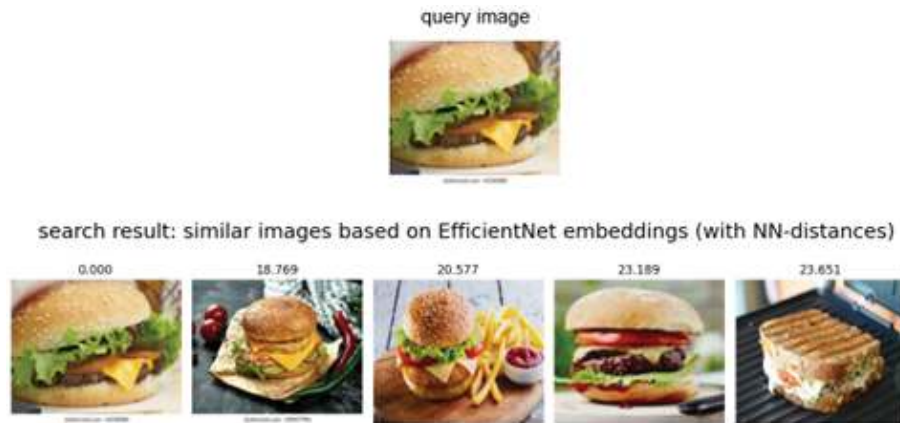 query image
search result: similar images based on EfficientNet embeddings (with NN-distances)
0.000 18.769 20.577 23.189 23.651